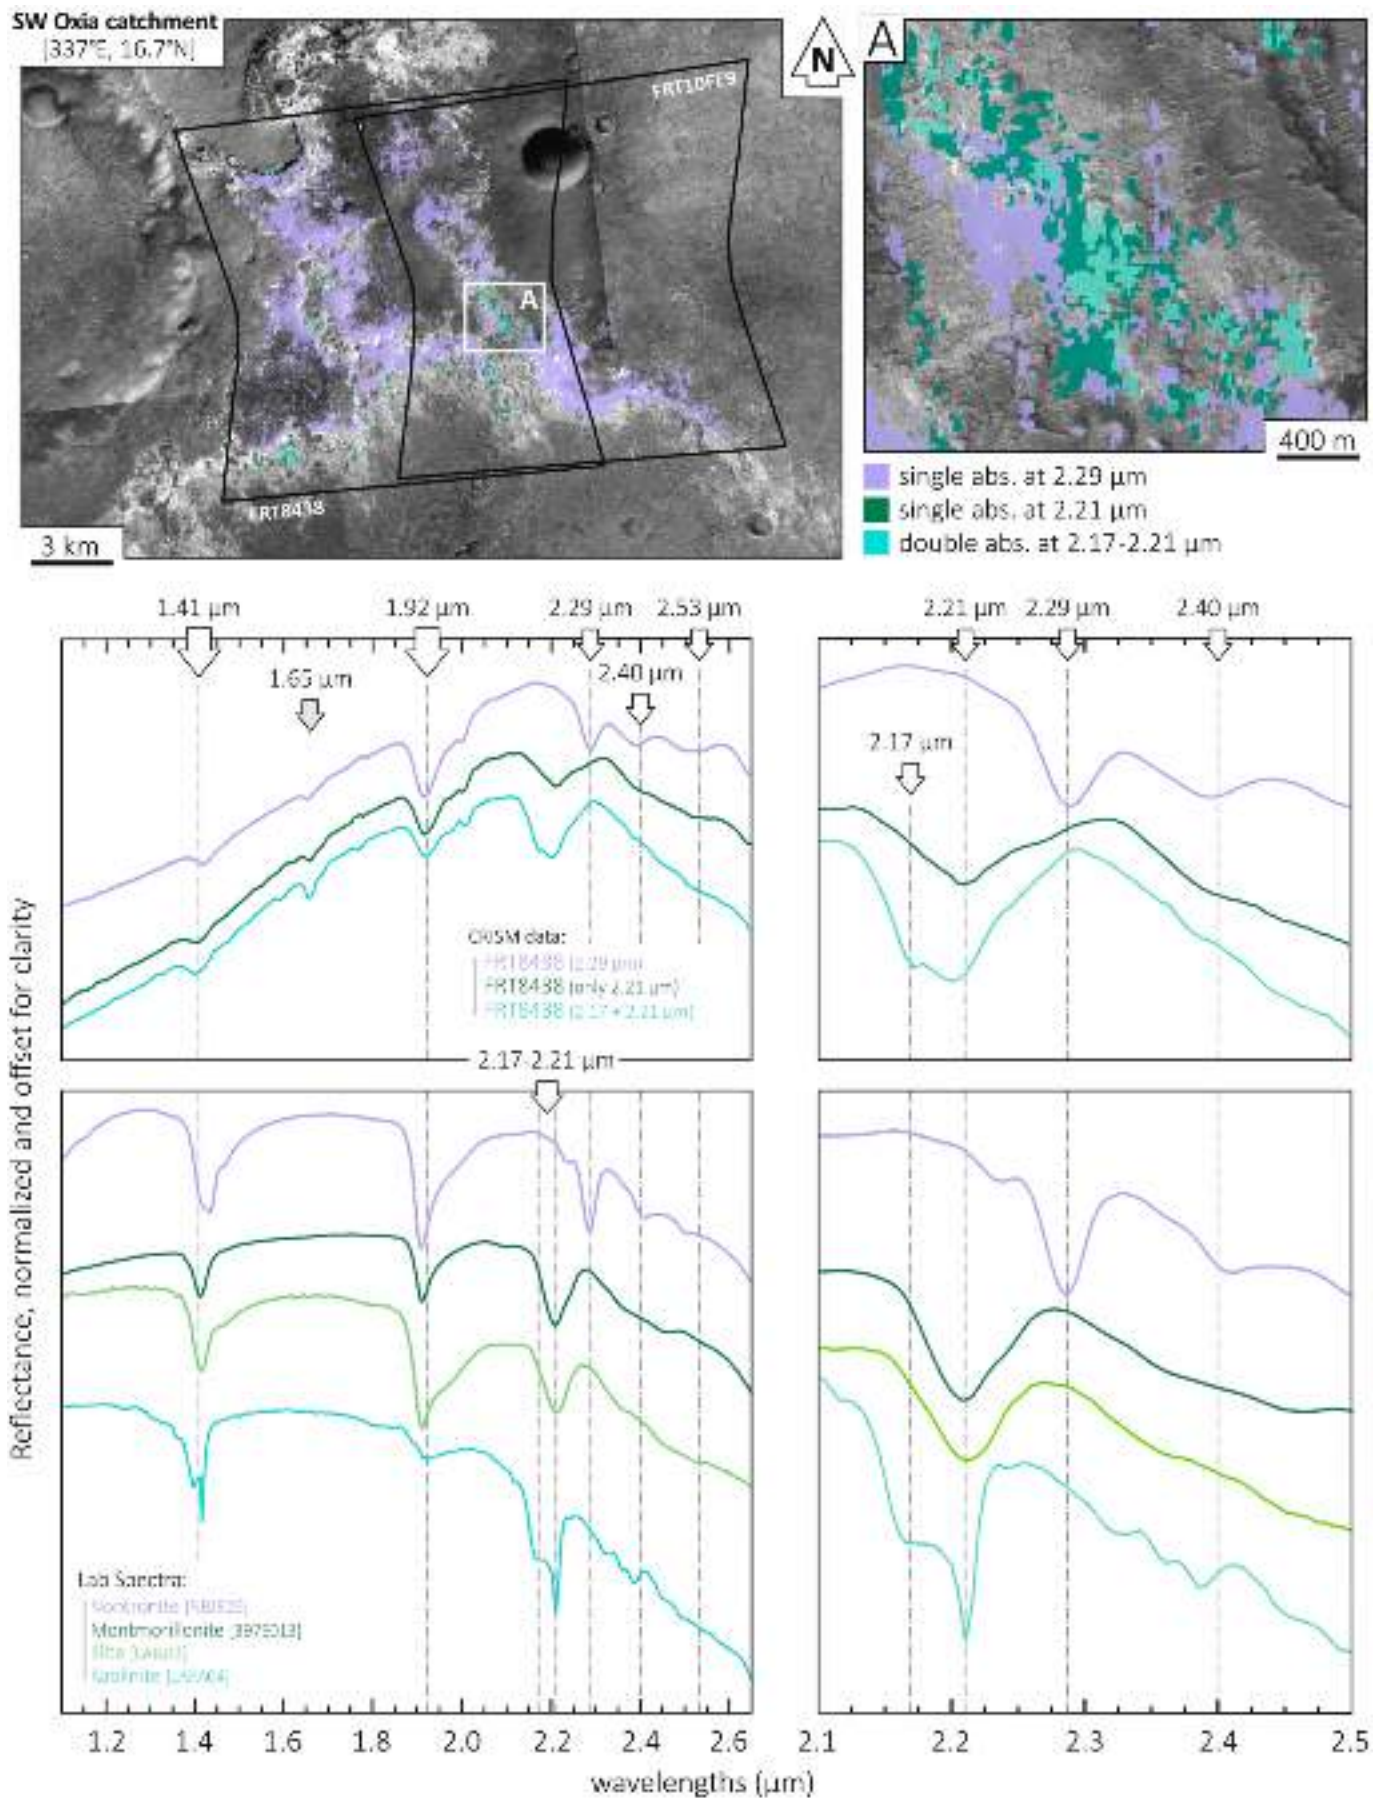 SW Oxia catchment
[337°E, 16.7°N]
N
FRT10FE9
A
A
FRT8438
3 km
400 m
single abs. at 2.29 µm
single abs. at 2.21 µm
double abs. at 2.17-2.21 µm
1.41 µm
1.92 µm
2.29 µm
2.53 µm
2.21 µm
2.29 µm
2.40 µm
1.65 µm
2.40 µm
2.17 µm
CRISM data:
FRT8438 (2.29 µm)
FRT8438 (only 2.21 µm)
FRT8438 (2.17 + 2.21 µm)
2.17-2.21 µm
Reflectance, normalized and offset for clarity
Lab Spectra:
Nontronite
Montmorillonite [397S013]
Kaolinite
1.2 1.4 1.6 1.8 2.0 2.2 2.4 2.6
2.1 2.2 2.3 2.4 2.5
wavelengths (µm)